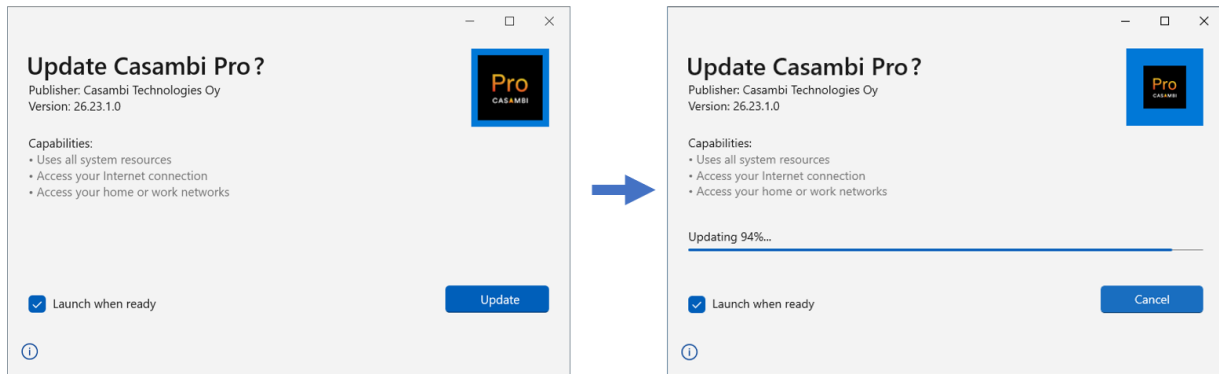 Update Casambi Pro?
Publisher: Casambi Technologies Oy
Version: 26.23.1.0
Pro
CASAMBI
Capabilities:
• Uses all system resources
• Access your Internet connection
• Access your home or work networks
Launch when ready
Update
Update Casambi Pro?
Publisher: Casambi Technologies Oy
Version: 26.23.1.0
Pro
CASAMBI
Capabilities:
• Uses all system resources
• Access your Internet connection
• Access your home or work networks
Updating 94%...
Launch when ready
Cancel